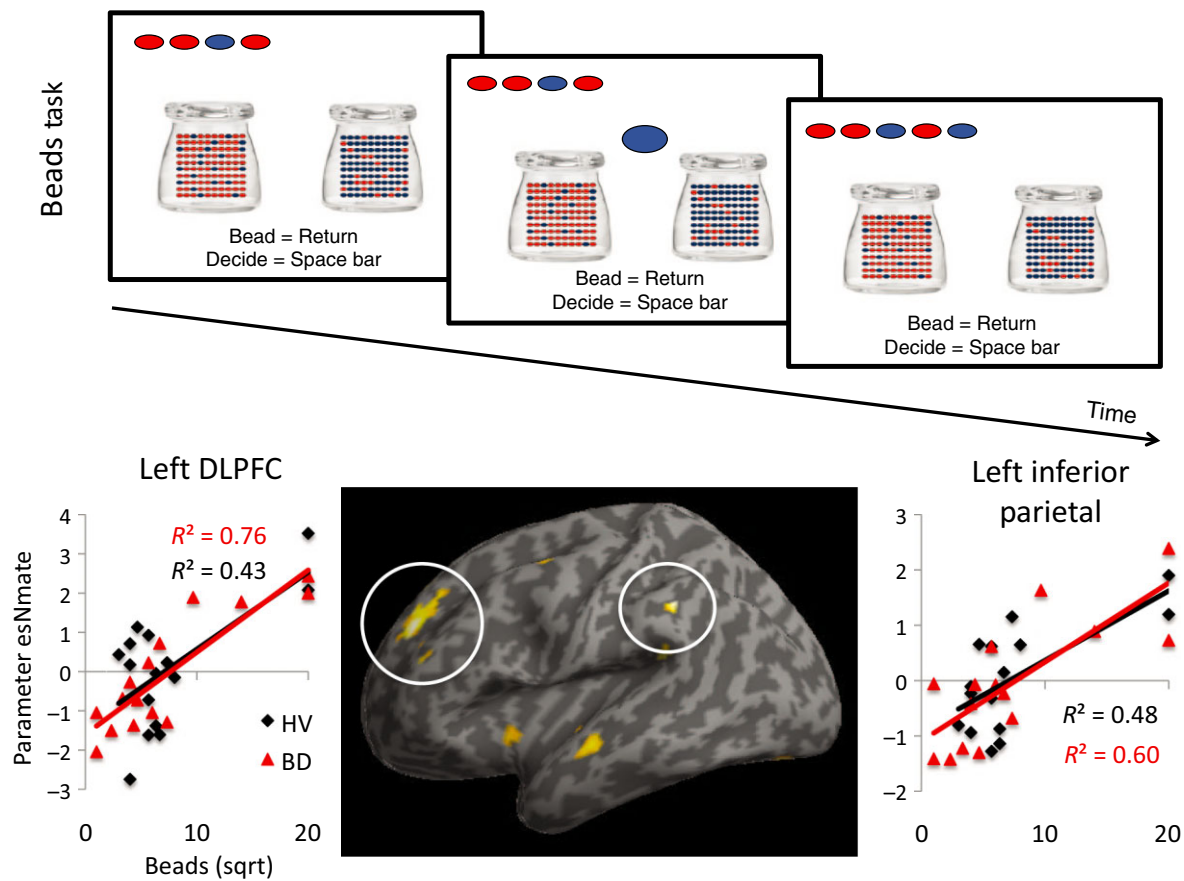 Beads task
Bead = Return
Decide = Space bar
Bead = Return
Decide = Space bar
Bead = Return
Decide = Space bar
Time
Left DLPFC
R² = 0.76
R² = 0.43
Parameter esNmate
4
3
2
1
0
–1
–2
–3
HV
BD
0
10
20
Beads (sqrt)
Left inferior
parietal
3
2
1
0
–1
–2
R² = 0.48
R² = 0.60
0
10
20